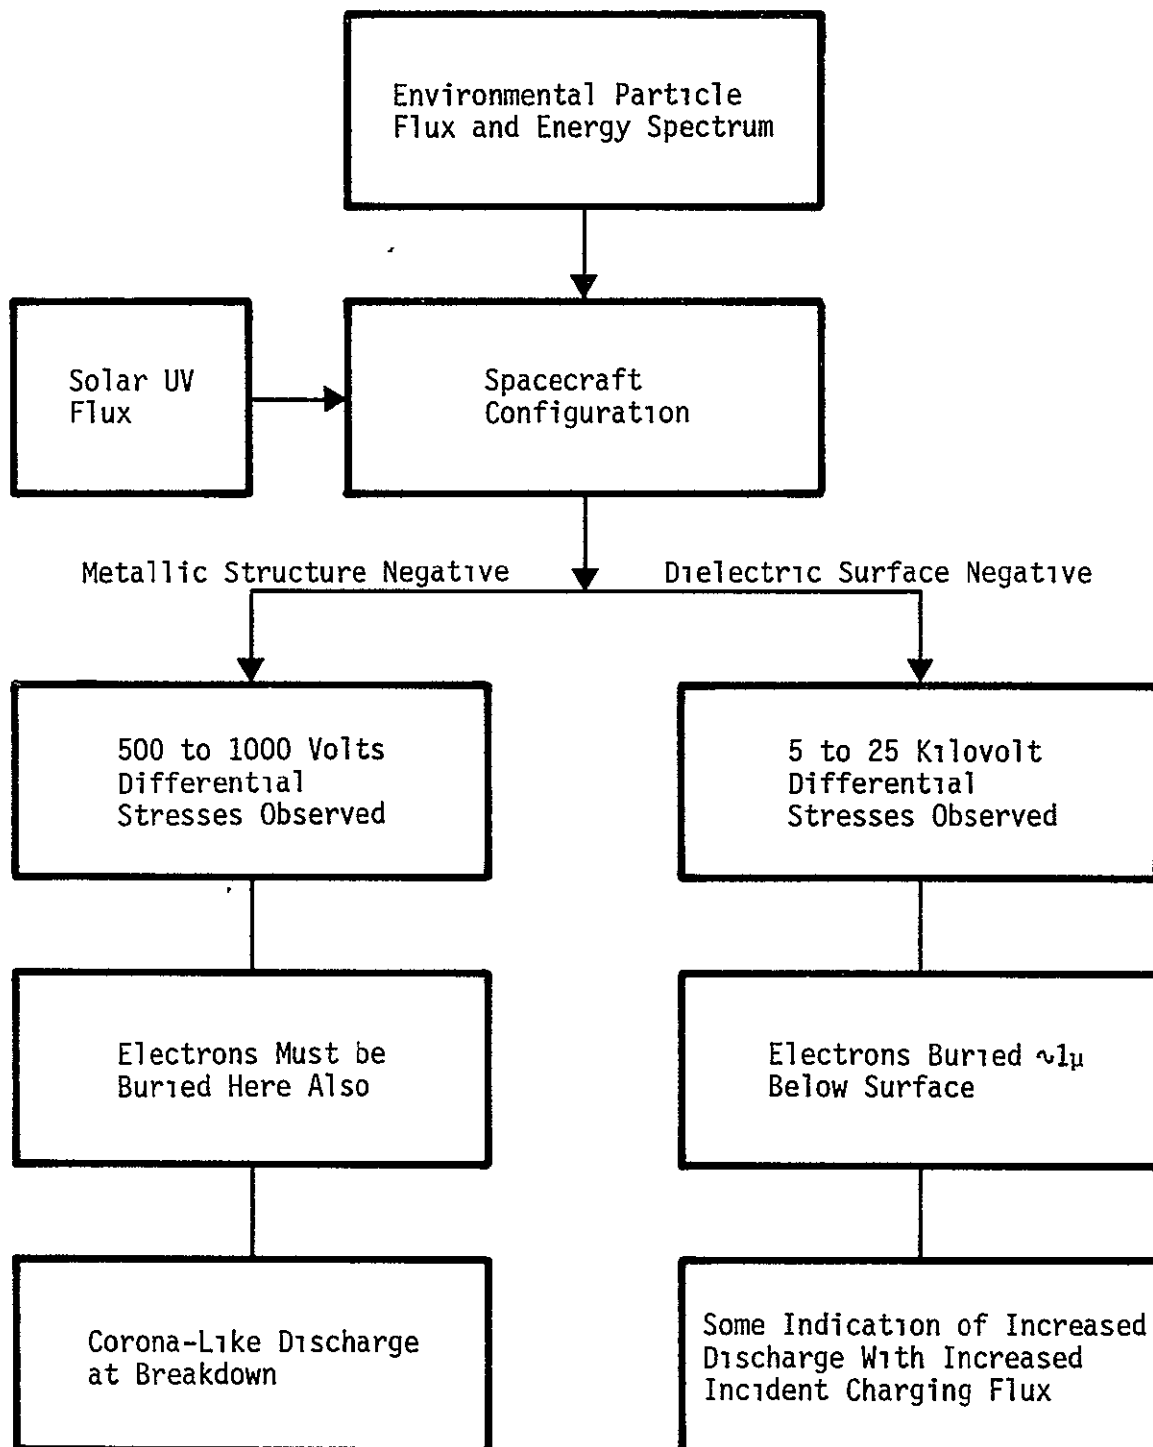 Environmental Particle
Flux and Energy Spectrum
Solar UV
Flux
Spacecraft
Configuration
Metallic Structure Negative
Dielectric Surface Negative
500 to 1000 Volts
Differential
Stresses Observed
5 to 25 Kilovolt
Differential
Stresses Observed
Electrons Must be
Buried Here Also
Electrons Buried ~1μ
Below Surface
Corona-Like Discharge
at Breakdown
Some Indication of Increased
Discharge With Increased
Incident Charging Flux